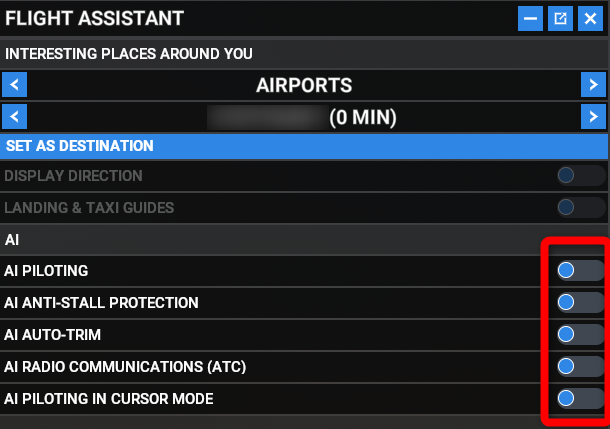 FLIGHT ASSISTANT
INTERESTING PLACES AROUND YOU
AIRPORTS
(0 MIN)
SET AS DESTINATION
DISPLAY DIRECTION
LANDING & TAXI GUIDES
AI
AI PILOTING
AI ANTI-STALL PROTECTION
AI AUTO-TRIM
AI RADIO COMMUNICATIONS (ATC)
AI PILOTING IN CURSOR MODE